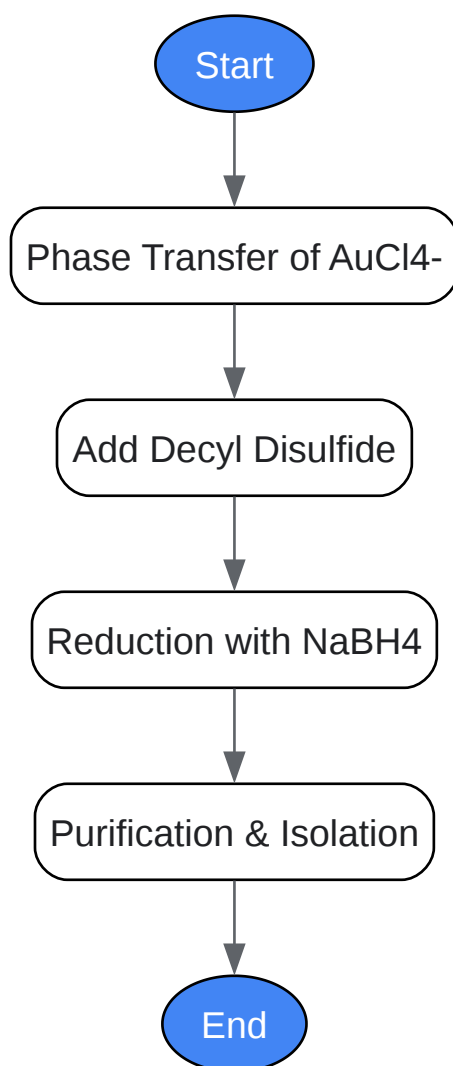 Start
Phase Transfer of AuCl4-
Add Decyl Disulfide
Reduction with NaBH4
Purification & Isolation
End